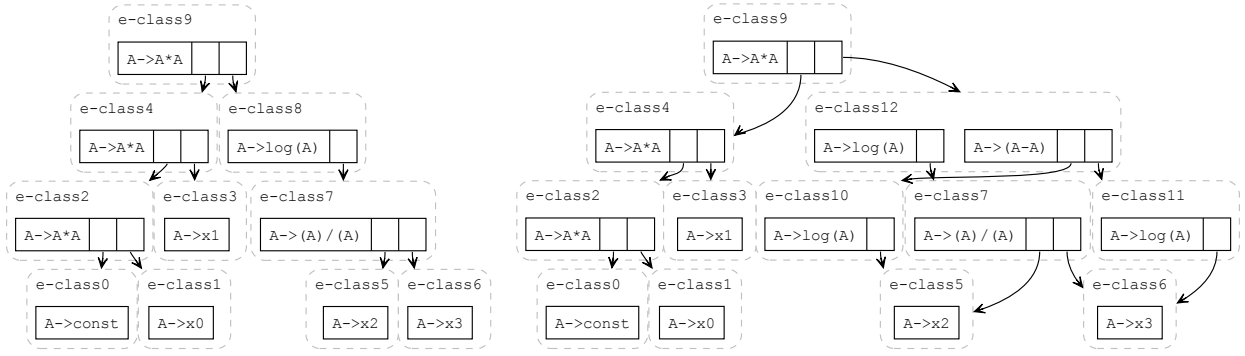 e-class9
A->A*A
e-class4
e-class8
A->A*A
A->log(A)
e-class2
e-class3
e-class7
A->A*A
A->x1
A->(A)/(A)
e-class0
e-class1
e-class5
e-class6
A->const
A->x0
A->x2
A->x3
e-class9
A->A*A
e-class4
e-class12
A->A*A
A->log(A)
A->(A-A)
e-class2
e-class3
e-class10
e-class7
e-class11
A->A*A
A->x1
A->log(A)
A->(A)/(A)
A->log(A)
e-class0
e-class1
e-class5
e-class6
A->const
A->x0
A->x2
A->x3